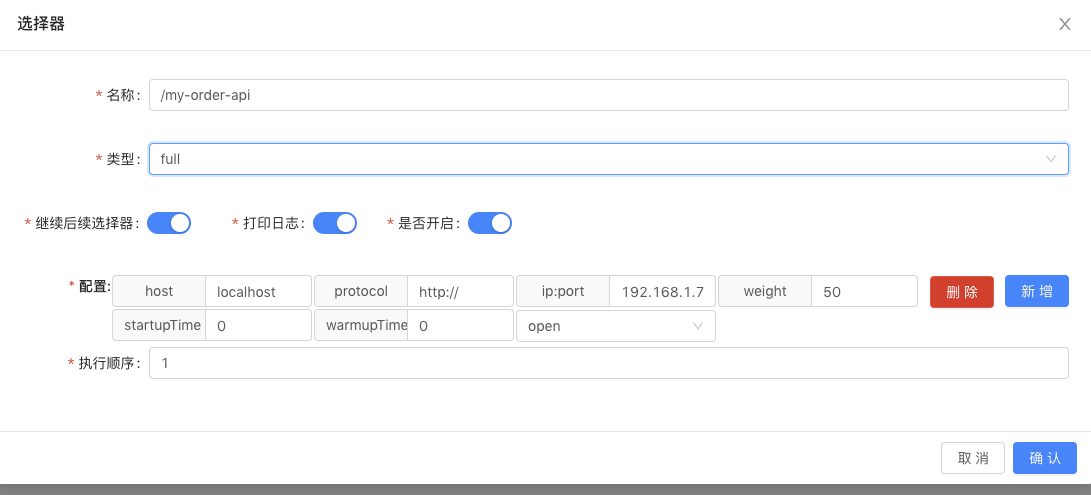 选择器
* 名称: /my-order-api
* 类型: full
* 继续后续选择器: * 打印日志: * 是否开启:
* 配置: host localhost protocol http:// ip:port 192.168.1.7 weight 50 删 除 新 增
startupTime 0 warmupTime 0 open
* 执行顺序: 1
取 消 确 认